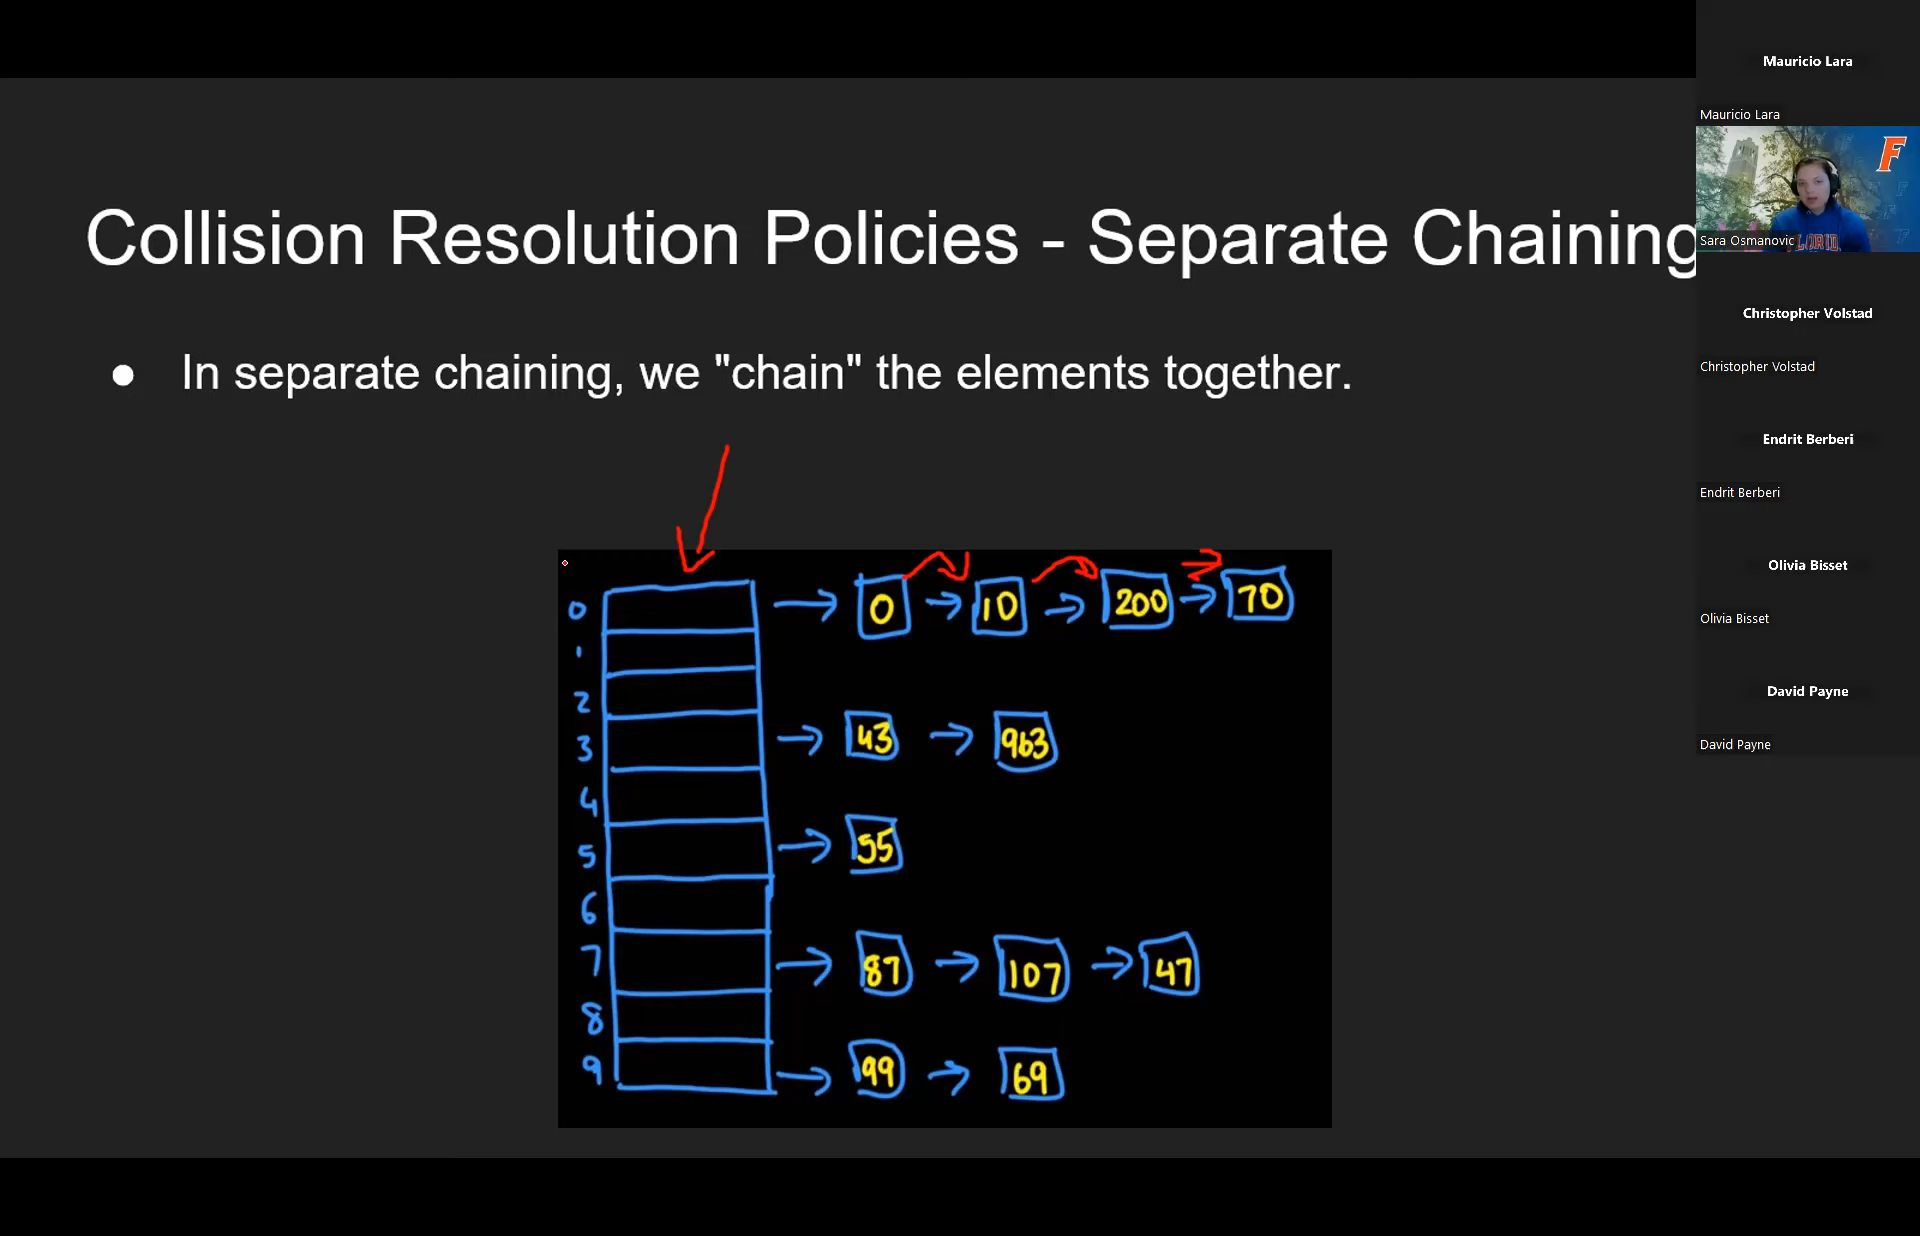 Collision Resolution Policies - Separate Chaining
● In separate chaining, we "chain" the elements together.
0 → 0 → 10 → 200 → 70
1
2
3 → 43 → 963
4
5 → 55
6
7 → 87 → 107 → 47
8
9 → 99 → 69
Mauricio Lara
Mauricio Lara
F
FLORID
Sara Osmanovic
Christopher Volstad
Christopher Volstad
Endrit Berberi
Endrit Berberi
Olivia Bisset
Olivia Bisset
David Payne
David Payne